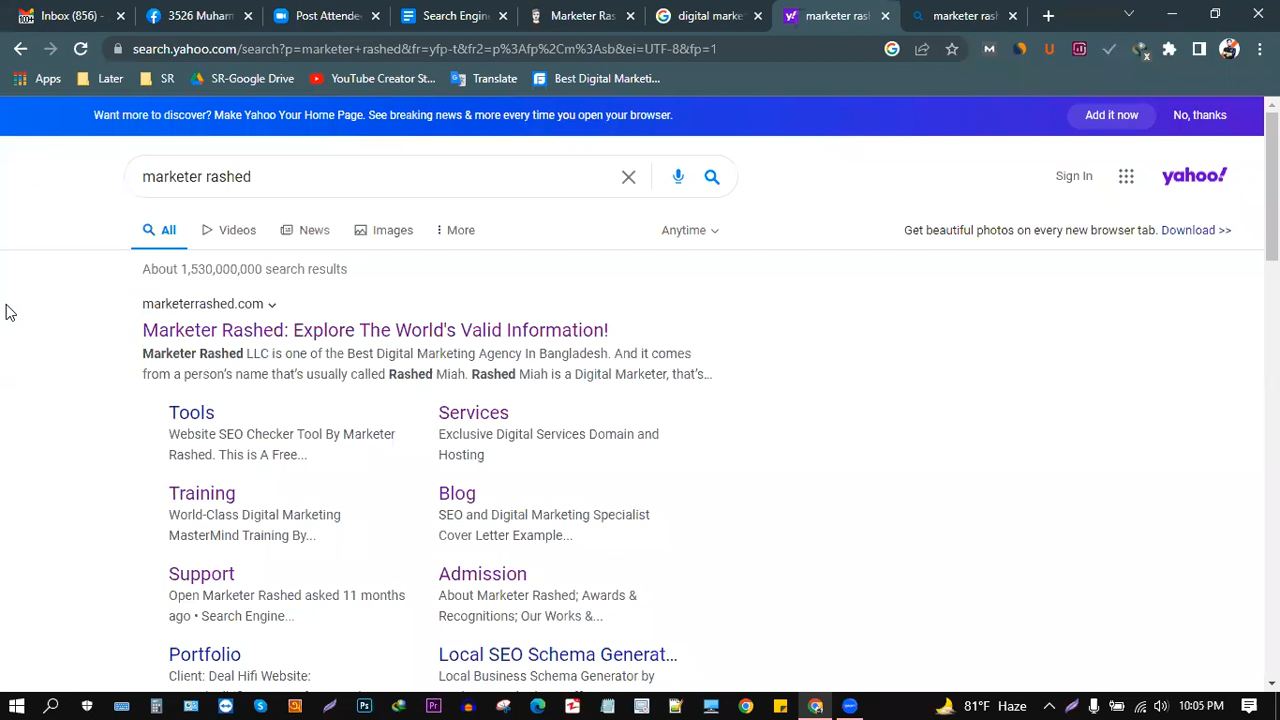 Inbox (856) -
3526 Muharm
Post Attende
Search Engin
Marketer Ras
digital marke
marketer rash
marketer rash
search.yahoo.com/search?p=marketer+rashed&fr=yfp-t&fr2=p%3Afp%2Cm%3Asb&ei=UTF-8&fp=1
Apps
Later
SR
SR-Google Drive
YouTube Creator St...
Translate
Best Digital Marketi...
Want more to discover? Make Yahoo Your Home Page. See breaking news & more every time you open your browser.
Add it now
No, thanks
marketer rashed
Sign In
yahoo!
All
Videos
News
Images
More
Anytime
Get beautiful photos on every new browser tab. Download >>
About 1,530,000,000 search results
marketerrashed.com
Marketer Rashed: Explore The World's Valid Information!
Marketer Rashed LLC is one of the Best Digital Marketing Agency In Bangladesh. And it comes
from a person's name that's usually called Rashed Miah. Rashed Miah is a Digital Marketer, that's...
Tools
Website SEO Checker Tool By Marketer
Rashed. This is A Free...
Services
Exclusive Digital Services Domain and
Hosting
Training
World-Class Digital Marketing
MasterMind Training By...
Blog
SEO and Digital Marketing Specialist
Cover Letter Example...
Support
Open Marketer Rashed asked 11 months
ago • Search Engine...
Admission
About Marketer Rashed; Awards &
Recognitions; Our Works &...
Portfolio
Client: Deal Hifi Website:
Local SEO Schema Generat...
Local Business Schema Generator by
81°F Haze
10:05 PM